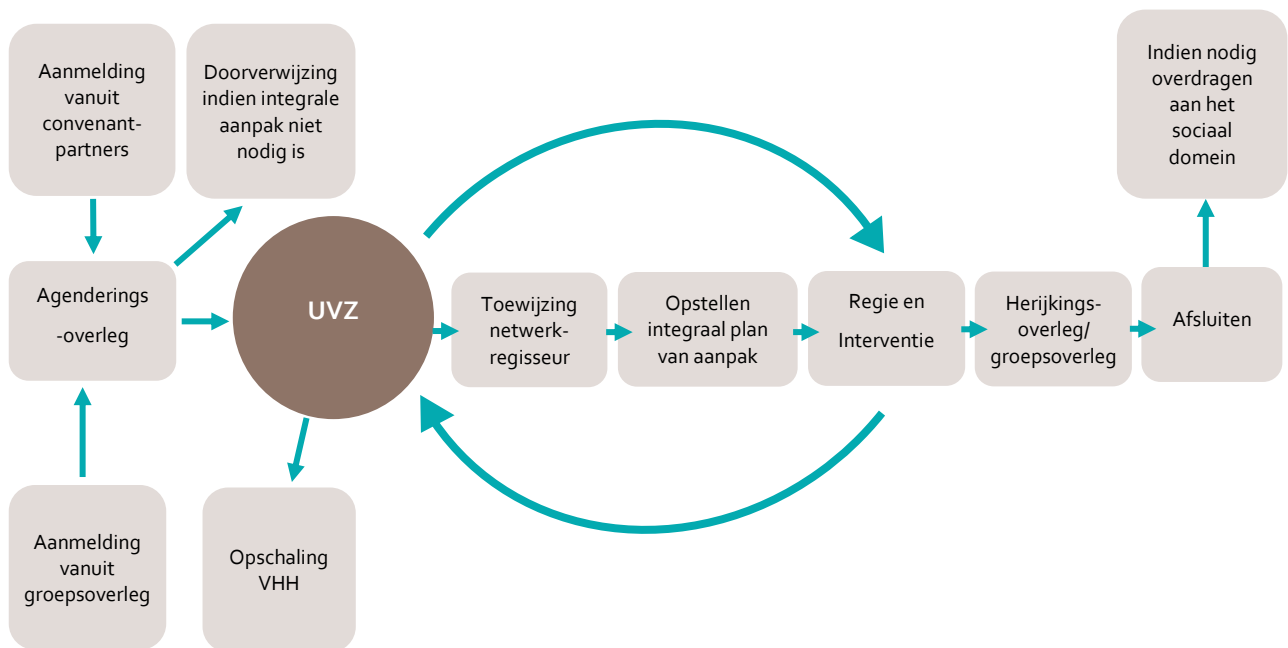 Aanmelding
vanuit
convenant-
partners
Doorverwijzing
indien integrale
aanpak niet
nodig is
Indien nodig
overdragen
aan het
sociaal
domein
Agenderings
-overleg
UVZ
Toewijzing
netwerk-
regisseur
Opstellen
integraal plan
van aanpak
Regie en
Interventie
Herijkings-
overleg/
groepsoverleg
Afsluiten
Aanmelding
vanuit
groepsoverleg
Opschaling
VHH